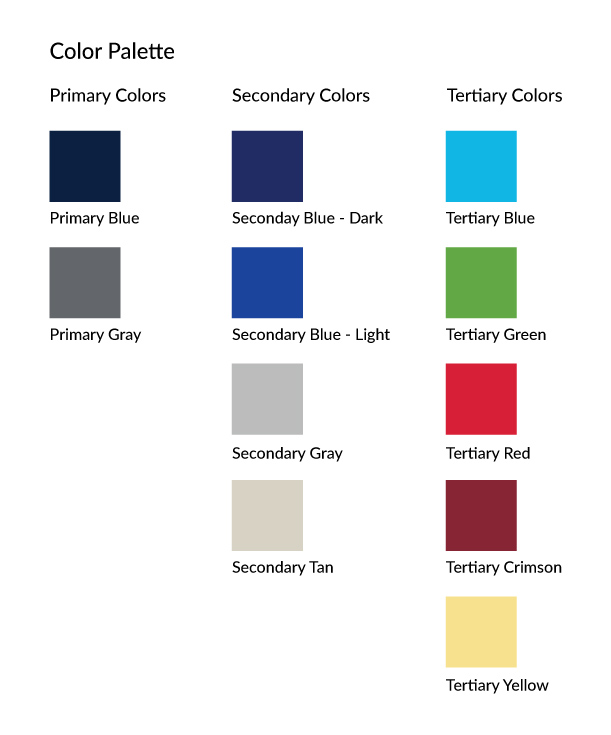 Color Palette
Primary Colors
Primary Blue
Primary Gray
Secondary Colors
Seconday Blue - Dark
Secondary Blue - Light
Secondary Gray
Secondary Tan
Tertiary Colors
Tertiary Blue
Tertiary Green
Tertiary Red
Tertiary Crimson
Tertiary Yellow